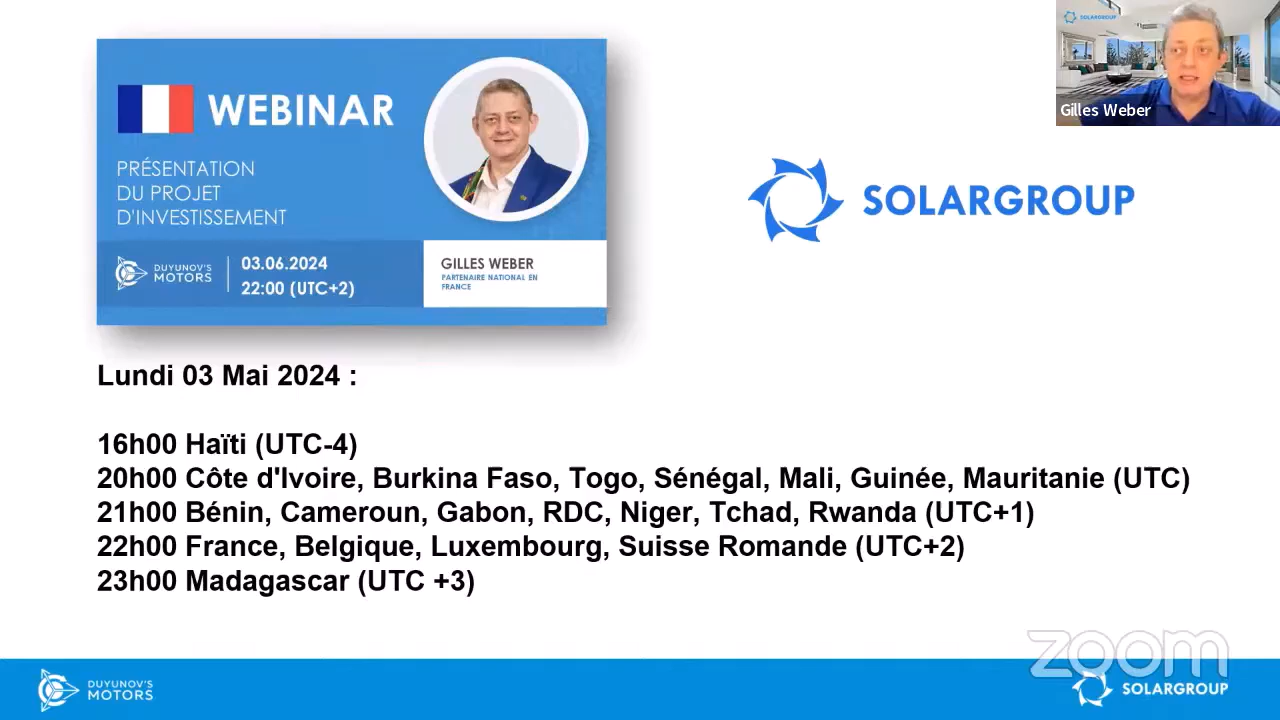 WEBINAR
PRÉSENTATION
DU PROJET
D'INVESTISSEMENT
DUYUNOV'S
MOTORS
03.06.2024
22:00 (UTC+2)
GILLES WEBER
PARTENAIRE NATIONAL EN
FRANCE
SOLARGROUP
Gilles Weber
SOLARGROUP
Lundi 03 Mai 2024 :
16h00 Haïti (UTC-4)
20h00 Côte d'Ivoire, Burkina Faso, Togo, Sénégal, Mali, Guinée, Mauritanie (UTC)
21h00 Bénin, Cameroun, Gabon, RDC, Niger, Tchad, Rwanda (UTC+1)
22h00 France, Belgique, Luxembourg, Suisse Romande (UTC+2)
23h00 Madagascar (UTC +3)
zoom
DUYUNOV'S
MOTORS
SOLARGROUP